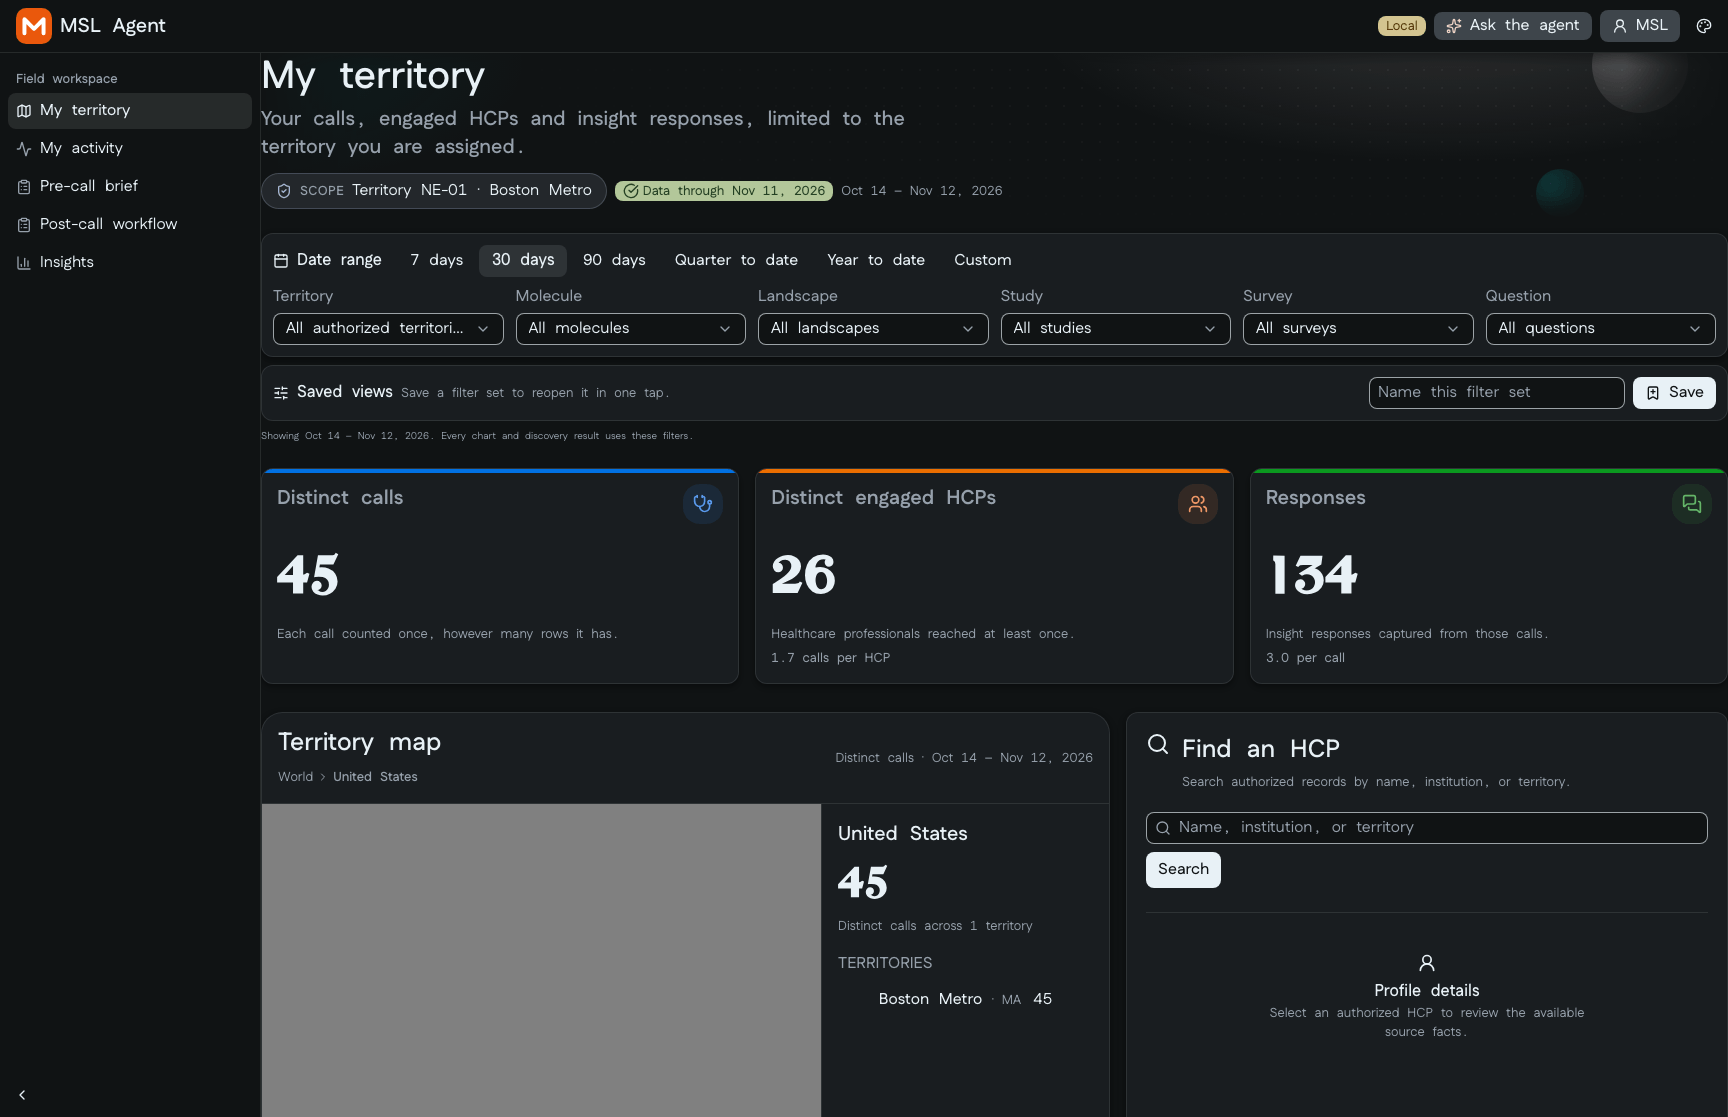 MSL Agent
Local
Ask the agent
MSL
Field workspace
My territory
My activity
Pre-call brief
Post-call workflow
Insights
My territory
Your calls, engaged HCPs and insight responses, limited to the
territory you are assigned.
SCOPE Territory NE-01 · Boston Metro
Data through Nov 11, 2026
Oct 14 – Nov 12, 2026
Date range
7 days
30 days
90 days
Quarter to date
Year to date
Custom
Territory
Molecule
Landscape
Study
Survey
Question
All authorized territori...
All molecules
All landscapes
All studies
All surveys
All questions
Saved views
Save a filter set to reopen it in one tap.
Name this filter set
Save
Showing Oct 14 – Nov 12, 2026. Every chart and discovery result uses these filters.
Distinct calls
45
Each call counted once, however many rows it has.
Distinct engaged HCPs
26
Healthcare professionals reached at least once.
1.7 calls per HCP
Responses
134
Insight responses captured from those calls.
3.0 per call
Territory map
World > United States
Distinct calls · Oct 14 – Nov 12, 2026
United States
45
Distinct calls across 1 territory
TERRITORIES
Boston Metro · MA 45
Find an HCP
Search authorized records by name, institution, or territory.
Name, institution, or territory
Search
Profile details
Select an authorized HCP to review the available
source facts.